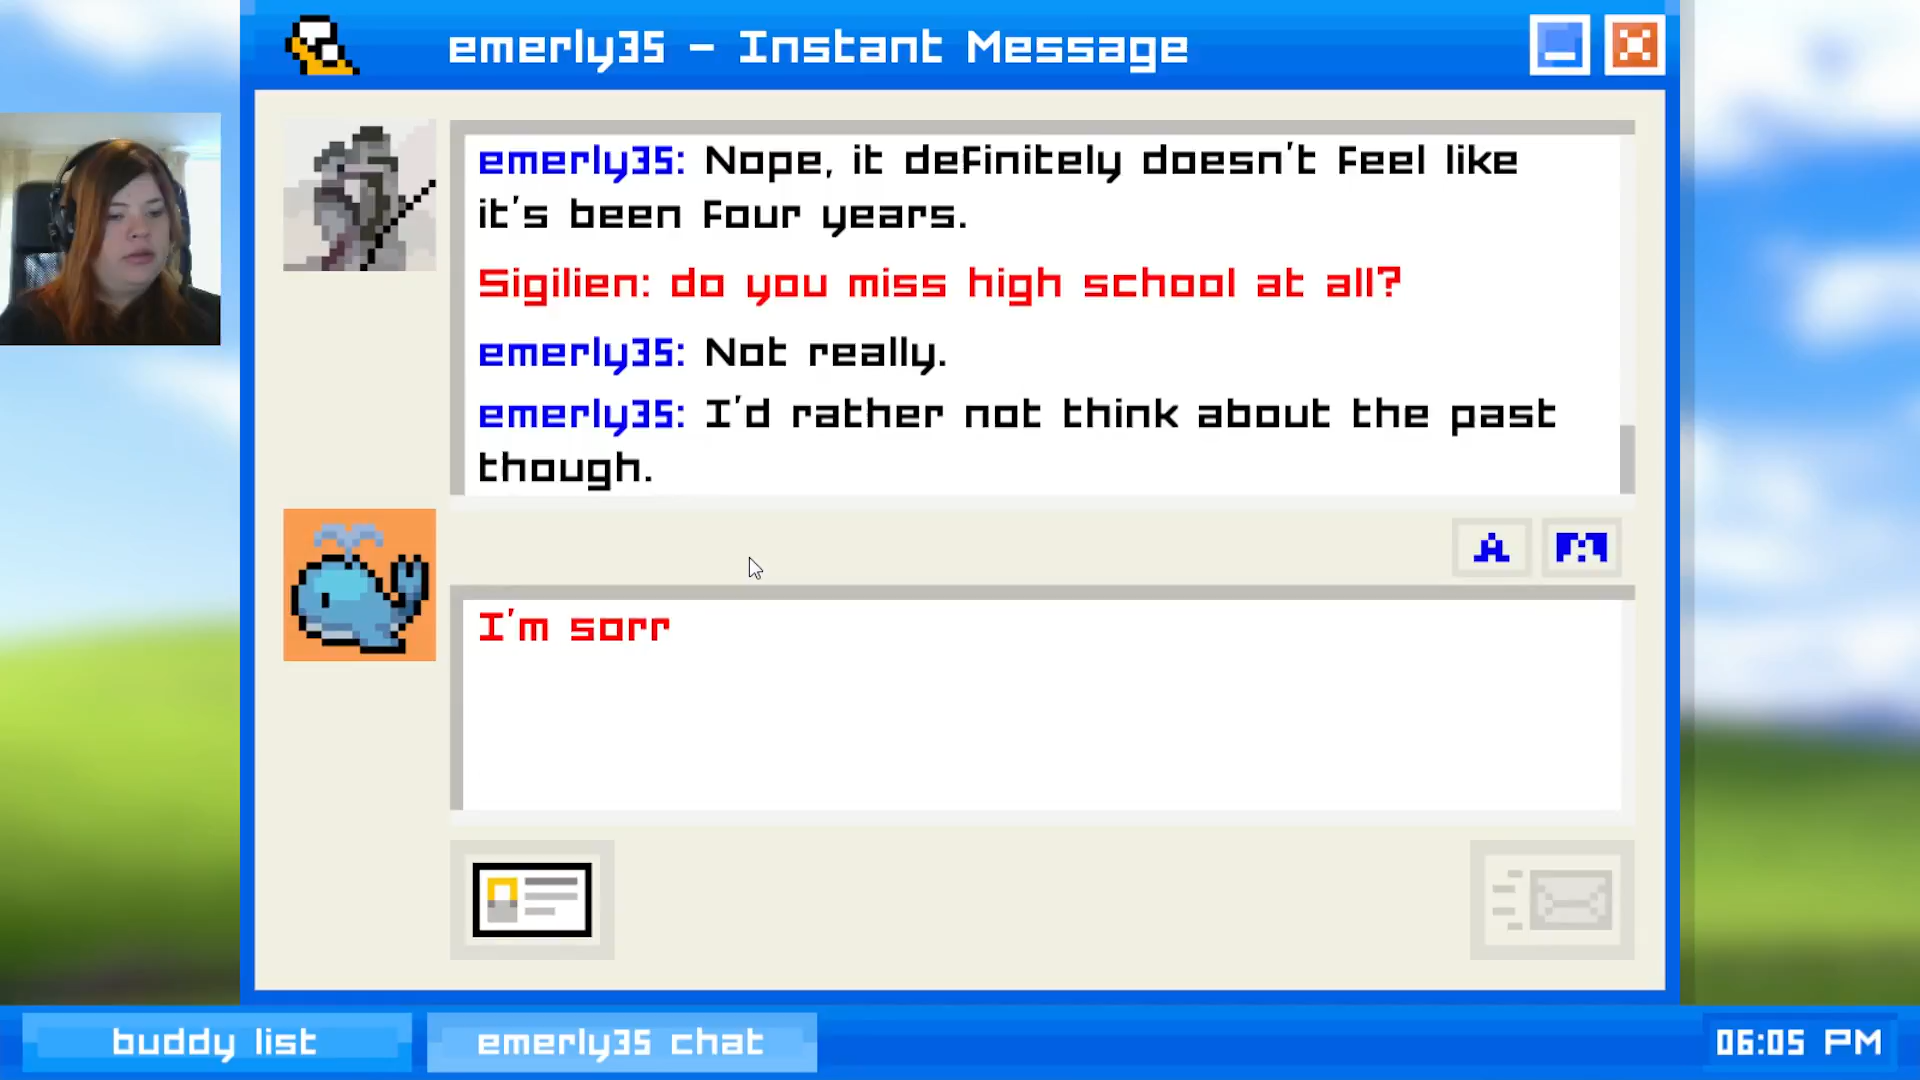 emerly35 - Instant Message
emerly35: Nope, it definitely doesn't feel like
it's been four years.
Sigilien: do you miss high school at all?
emerly35: Not really.
emerly35: I'd rather not think about the past
though.
A
I'm sorr
buddy list
emerly35 chat
06:05 PM